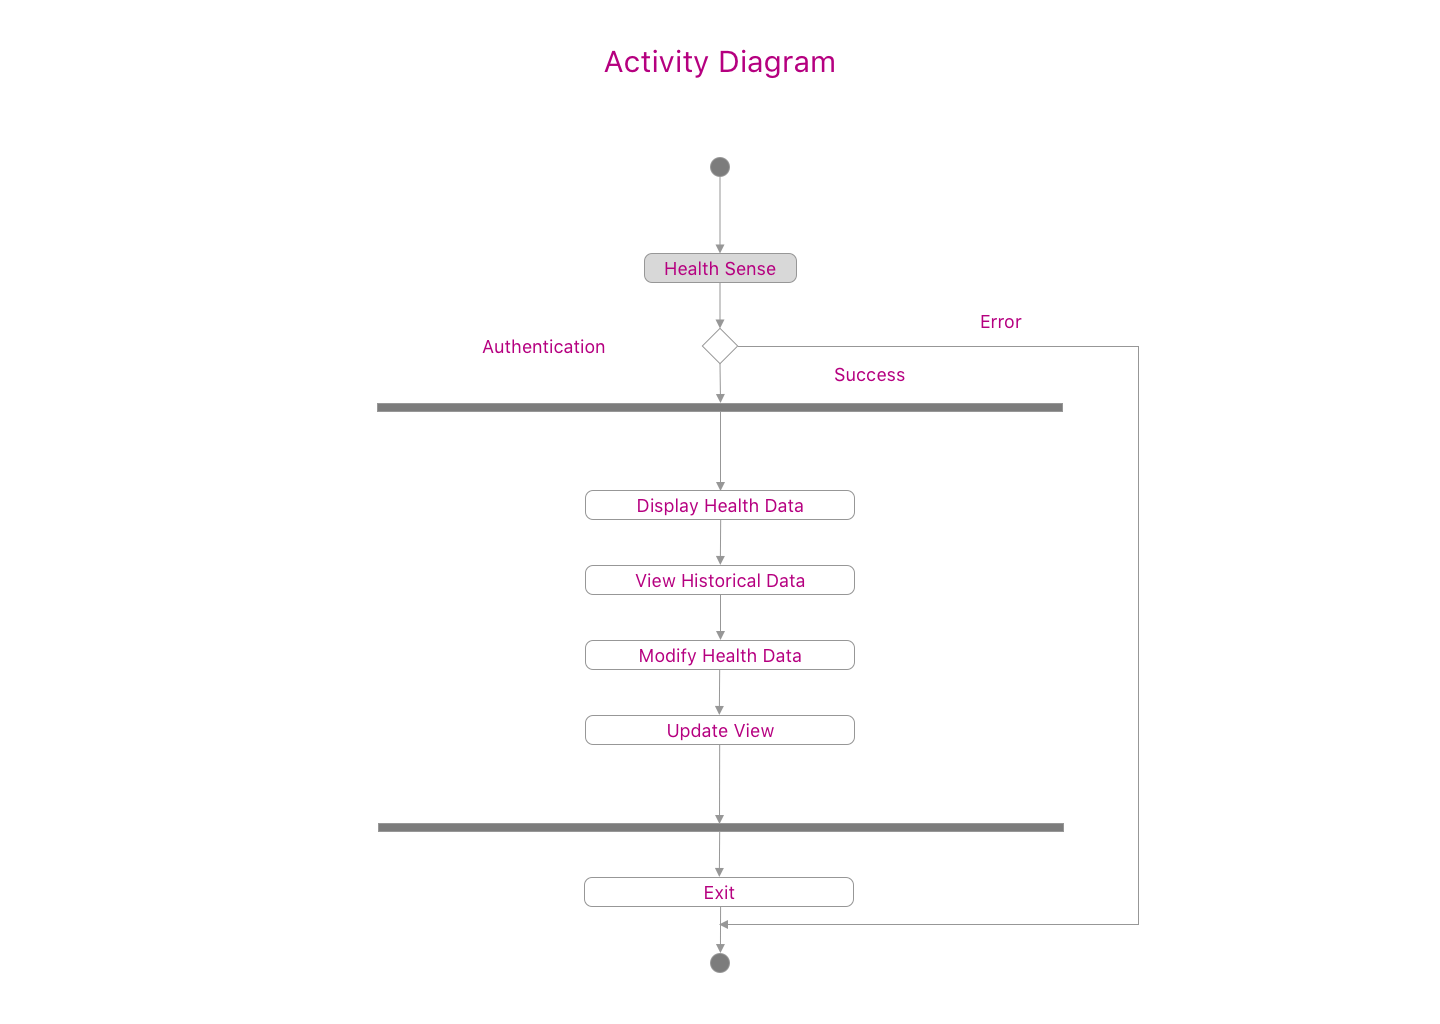 Activity Diagram
Health Sense
Error
Authentication
Success
Display Health Data
View Historical Data
Modify Health Data
Update View
Exit